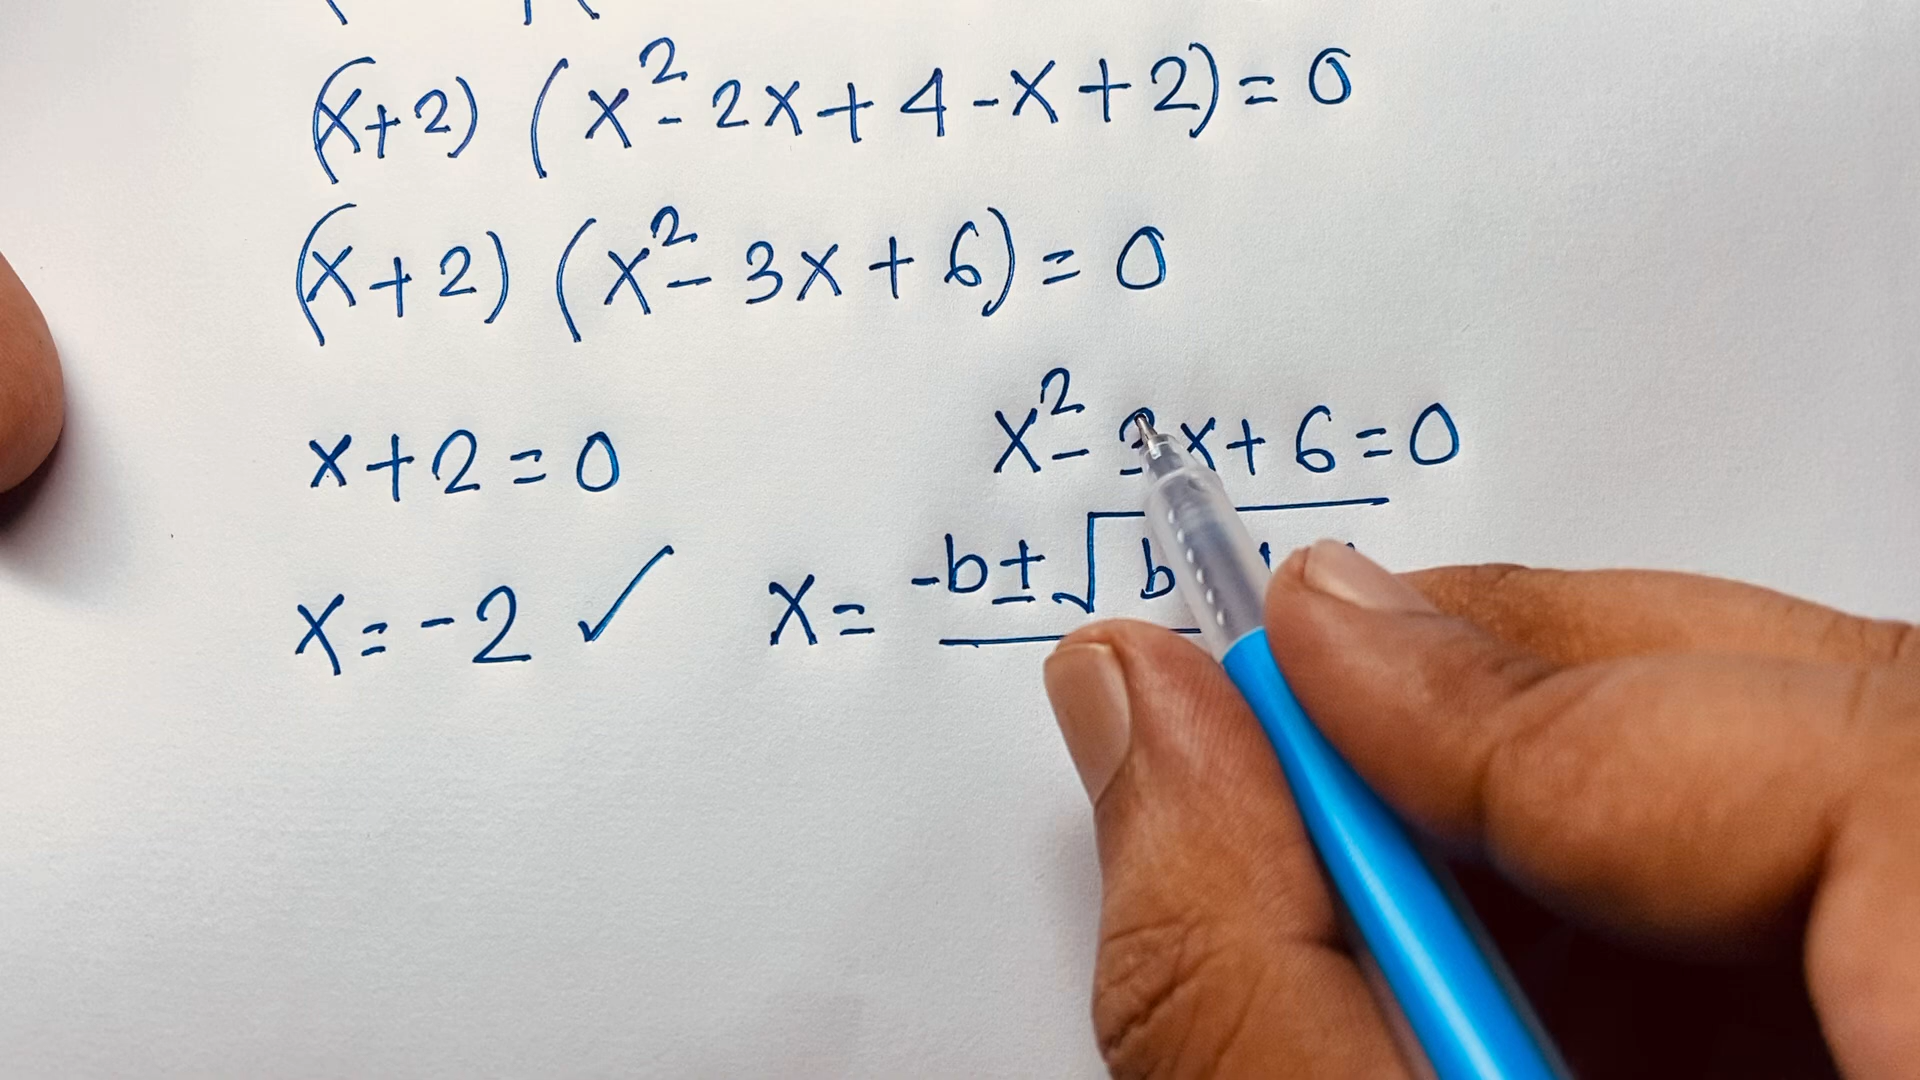 (x+2) (x²-2x+4-x+2)=0
(x+2) (x²-3x+6)=0
x+2=0
x²-3x+6=0
x=-2 ✓
x= -b±√b